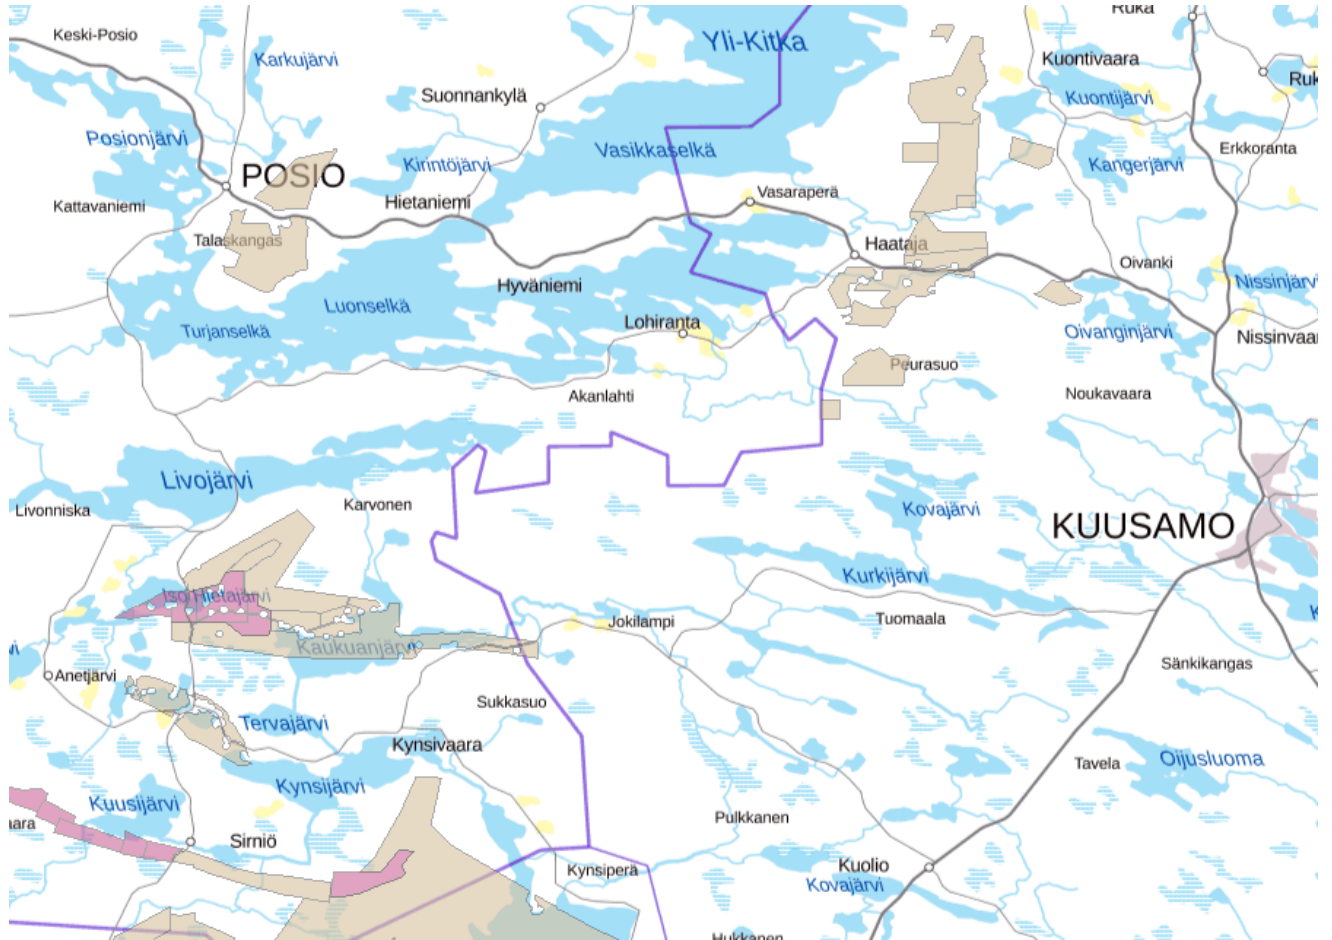 Ruka
Keski-Posio
Yli-Kitka
Karkujärvi
Kuontivaara
Ruk
Suonnankylä
Kuontijärvi
Posionjärvi
Vasikkaselkä
Erkkoranta
Kirintöjärvi
Kangerjärvi
POSIO
Vasaraperä
Kattavaniemi
Hietaniemi
Talaskangas
Haataja
Oivanki
Hyväniemi
Nissinjärvi
Luonselkä
Lohiranta
Turjanselkä
Oivanginjärvi
Nissinvaar
Peurasuo
Akanlahti
Noukavaara
Livojärvi
Karvonen
Livonniska
Kovajärvi
KUUSAMO
Kurkijärvi
Iso Hietajärvi
K
Jokilampi
Tuomaala
vi
Kaukuanjärvi
Sänkikangas
Anetjärvi
Sukkasuo
Tervajärvi
Kynsivaara
Oijusluoma
Tavela
Kynsijärvi
Kuusijärvi
Pulkkanen
aara
Sirniö
Kuolio
Kynsiperä
Kovajärvi
Hukkanen